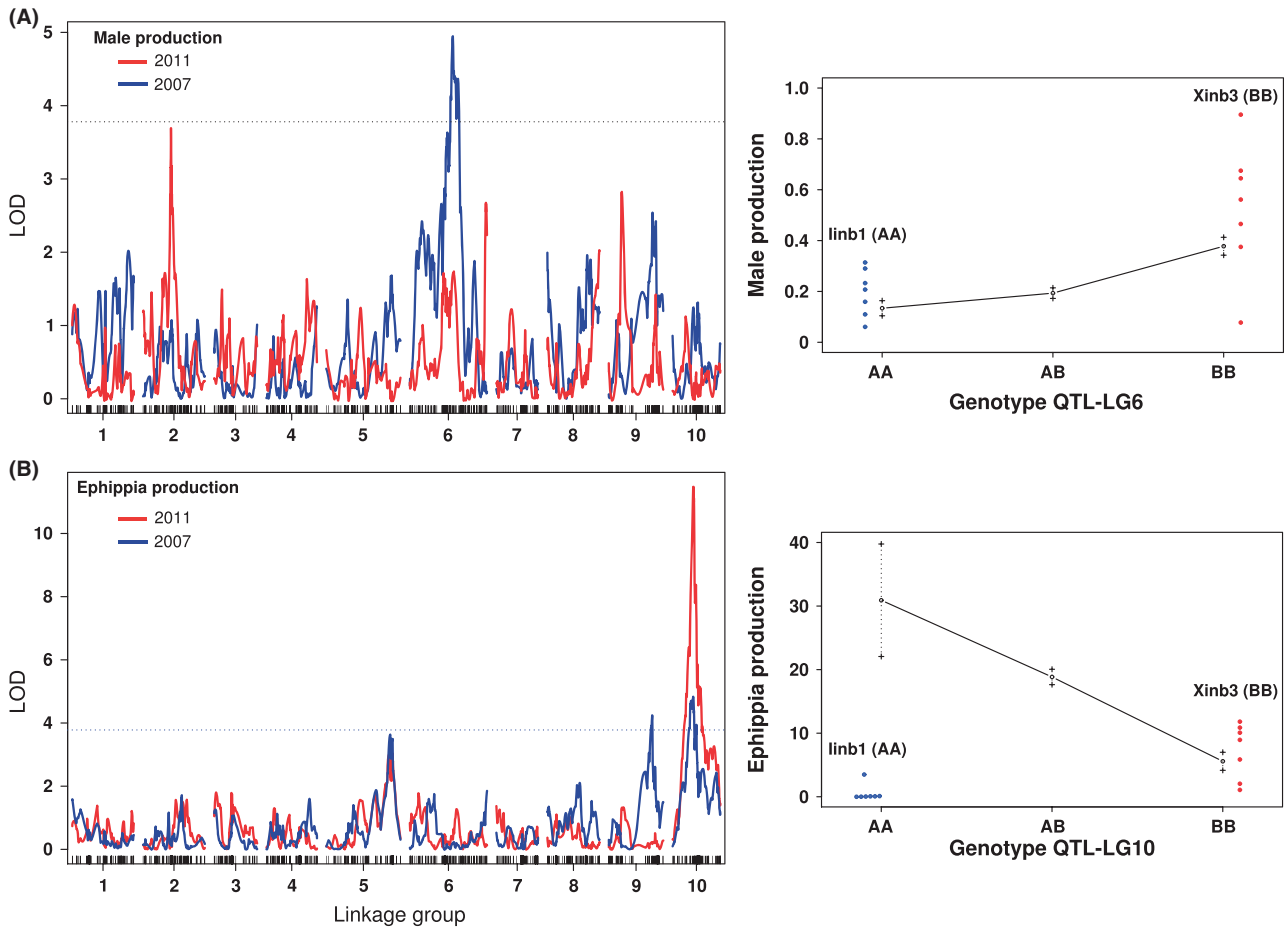 (A)
Male production
2011
2007
LOD
5
4
3
2
1
0
1 2 3 4 5 6 7 8 9 10
Male production
1.0
0.8
0.6
0.4
0.2
0
Iinb1 (AA)
Xinb3 (BB)
AA AB BB
Genotype QTL-LG6
(B)
Ephippia production
2011
2007
LOD
10
8
6
4
2
0
1 2 3 4 5 6 7 8 9 10
Linkage group
Ephippia production
40
30
20
10
0
Iinb1 (AA)
Xinb3 (BB)
AA AB BB
Genotype QTL-LG10